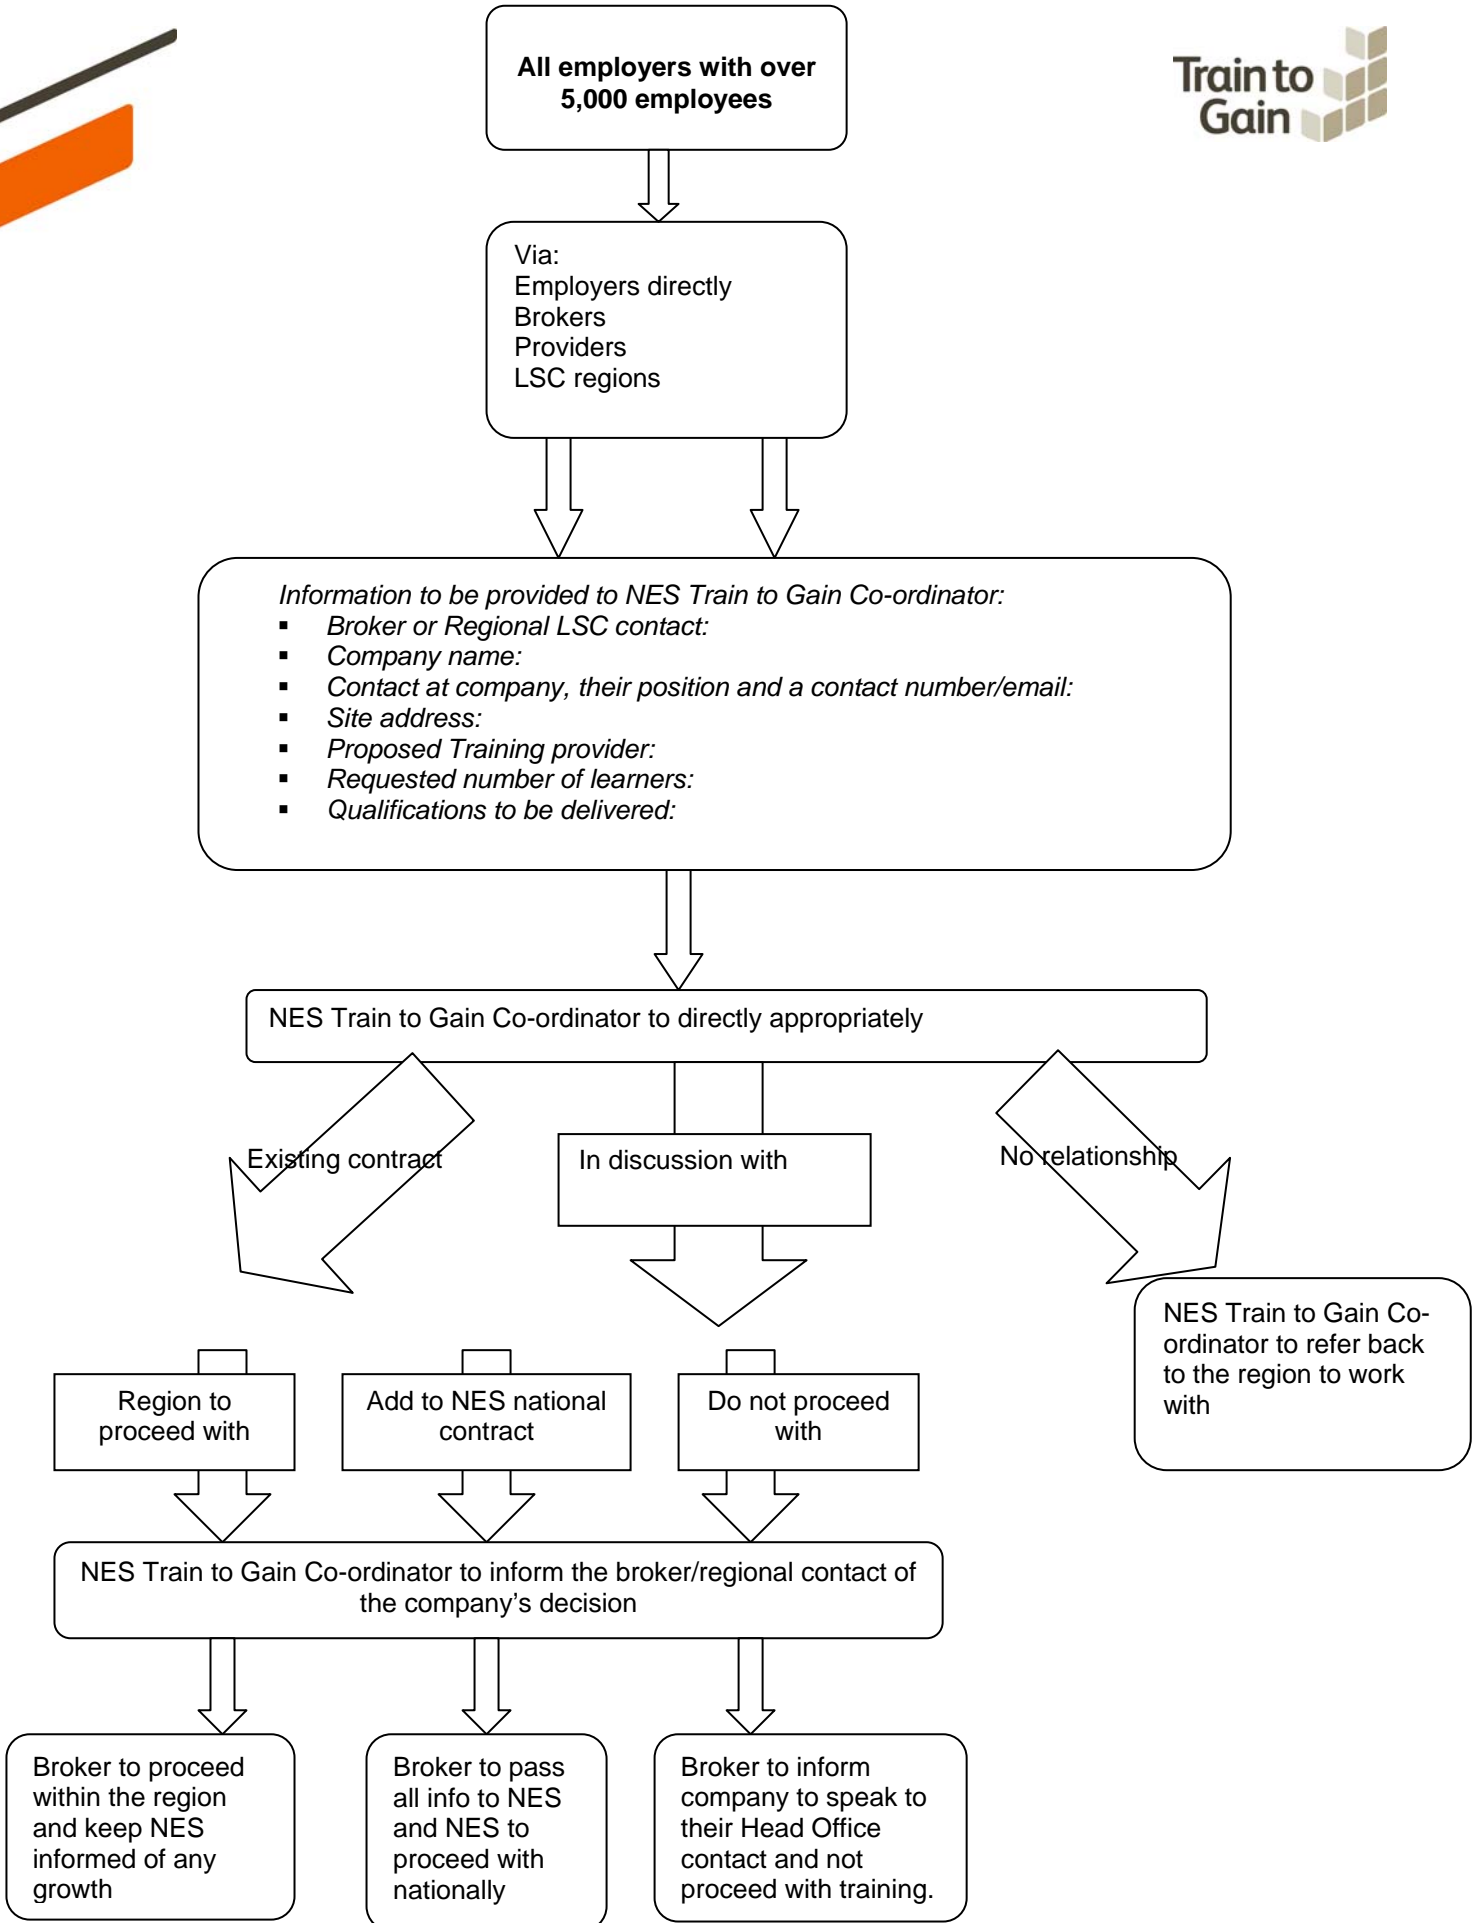 All employers with over
5,000 employees
Train to
Gain
Via:
Employers directly
Brokers
Providers
LSC regions
Information to be provided to NES Train to Gain Co-ordinator:
▪ Broker or Regional LSC contact:
▪ Company name:
▪ Contact at company, their position and a contact number/email:
▪ Site address:
▪ Proposed Training provider:
▪ Requested number of learners:
▪ Qualifications to be delivered:
NES Train to Gain Co-ordinator to directly appropriately
Existing contract
In discussion with
No relationship
NES Train to Gain Co-
ordinator to refer back
to the region to work
with
Region to
proceed with
Add to NES national
contract
Do not proceed
with
NES Train to Gain Co-ordinator to inform the broker/regional contact of
the company’s decision
Broker to proceed
within the region
and keep NES
informed of any
growth
Broker to pass
all info to NES
and NES to
proceed with
nationally
Broker to inform
company to speak to
their Head Office
contact and not
proceed with training.